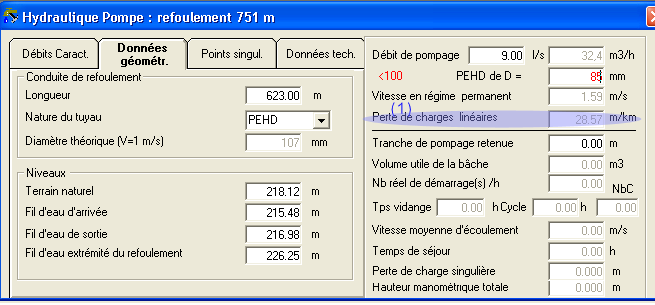 Hydraulique Pompe : refoulement 751 m
Débits Caract.
Données géométr.
Points singul.
Données tech.
Conduite de refoulement
Longueur 623.00 m
Nature du tuyau PEHD
Diamètre théorique (V=1 m/s) 107 mm
Niveaux
Terrain naturel 218.12 m
Fil d'eau d'arrivée 215.48 m
Fil d'eau de sortie 216.98 m
Fil d'eau extrémité du refoulement 226.25 m
Débit de pompage 9.00 l/s 32,4 m3/h
<100 PEHD de D = 85 mm
Vitesse en régime permanent 1.59 m/s
(1)
Perte de charges linéaires 28.57 m/km
Tranche de pompage retenue 0.00 m
Volume utile de la bâche 0.00 m3
Nb réel de démarrage(s) /h 0.00
NbC
Tps vidange 0.00 h Cycle 0.00 h 0.00
Vitesse moyenne d'écoulement 0.00 m/s
Temps de séjour 0.00 h
Perte de charge singulière 0.000 m
Hauteur manométrique totale 0.000 m